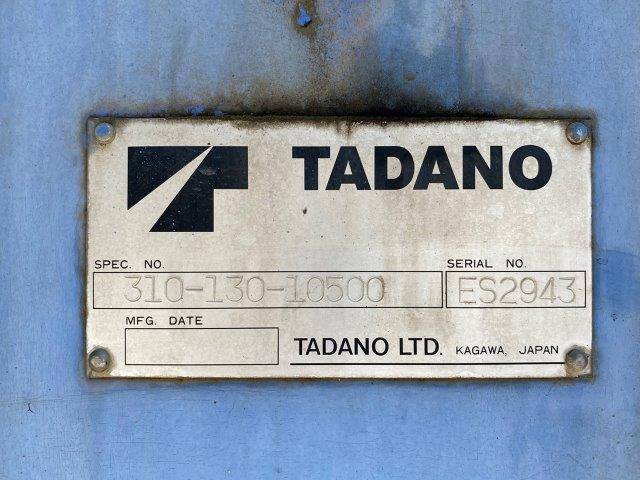 TADANO
SPEC. NO.
310-130-10500
SERIAL NO.
ES2943
MFG. DATE
TADANO LTD. KAGAWA, JAPAN